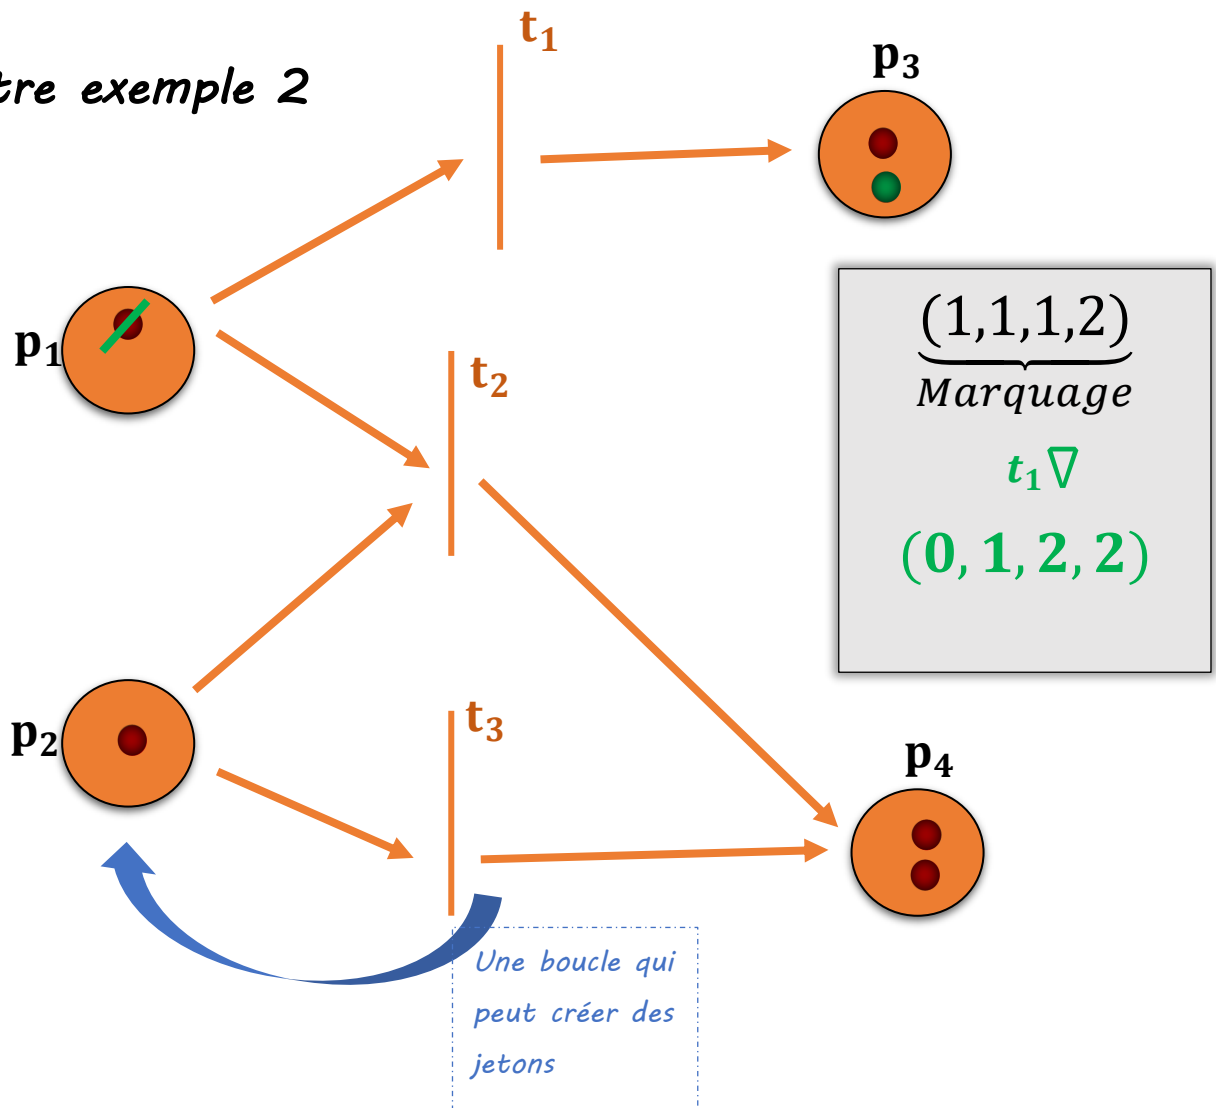 t₁
p₃
tre exemple 2
(1,1,1,2)
Marquage
p₁
t₂
t₁∇
(0, 1, 2, 2)
p₂
t₃
p₄
Une boucle qui
peut créer des
jetons